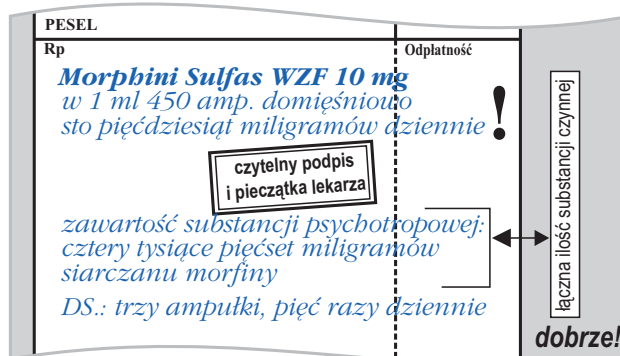 PESEL
Rp
Odpłatność
Morphini Sulfas WZF 10 mg
w 1 ml 450 amp. domięśniowo
sto pięćdziesiąt miligramów dziennie
!
czytelny podpis
i pieczątka lekarza
zawartość substancji psychotropowej:
cztery tysiące pięćset miligramów
siarczanu morfiny
DS.: trzy ampułki, pięć razy dziennie
łączna ilość substancji czynnej
dobrze!